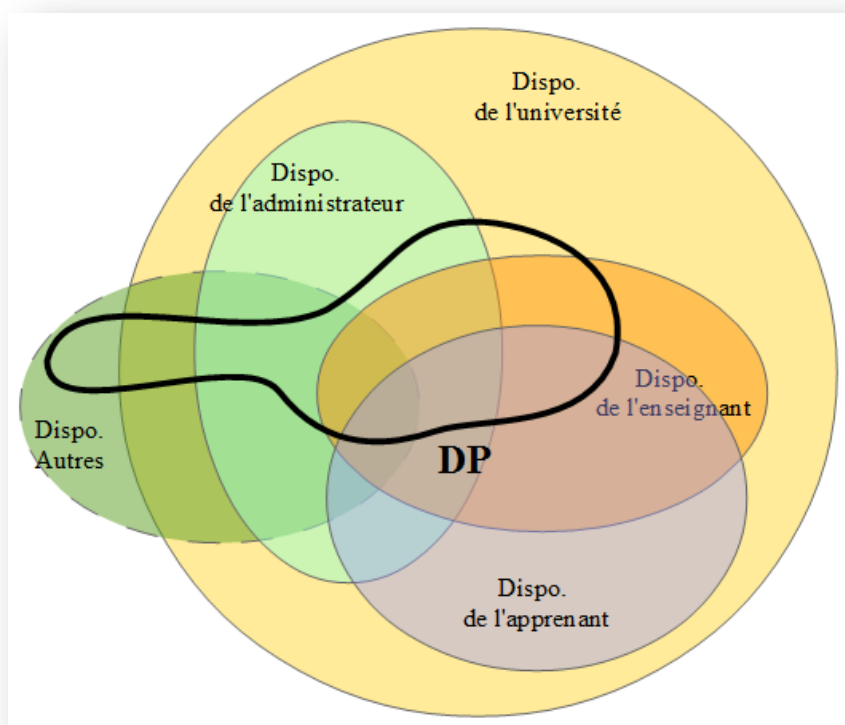 Dispo.
de l'université
Dispo.
de l'administrateur
Dispo.
de l'enseignant
Dispo.
Autres
DP
Dispo.
de l'apprenant